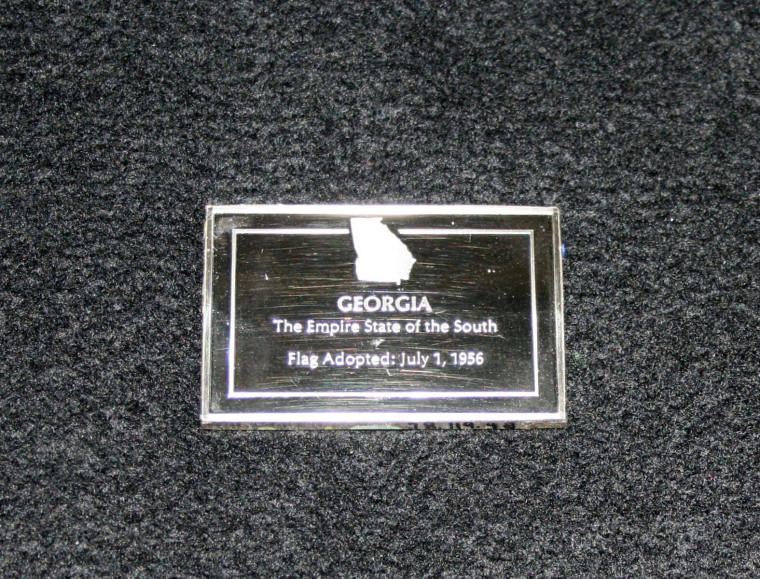 GEORGIA
The Empire State of the South
Flag Adopted: July 1, 1956